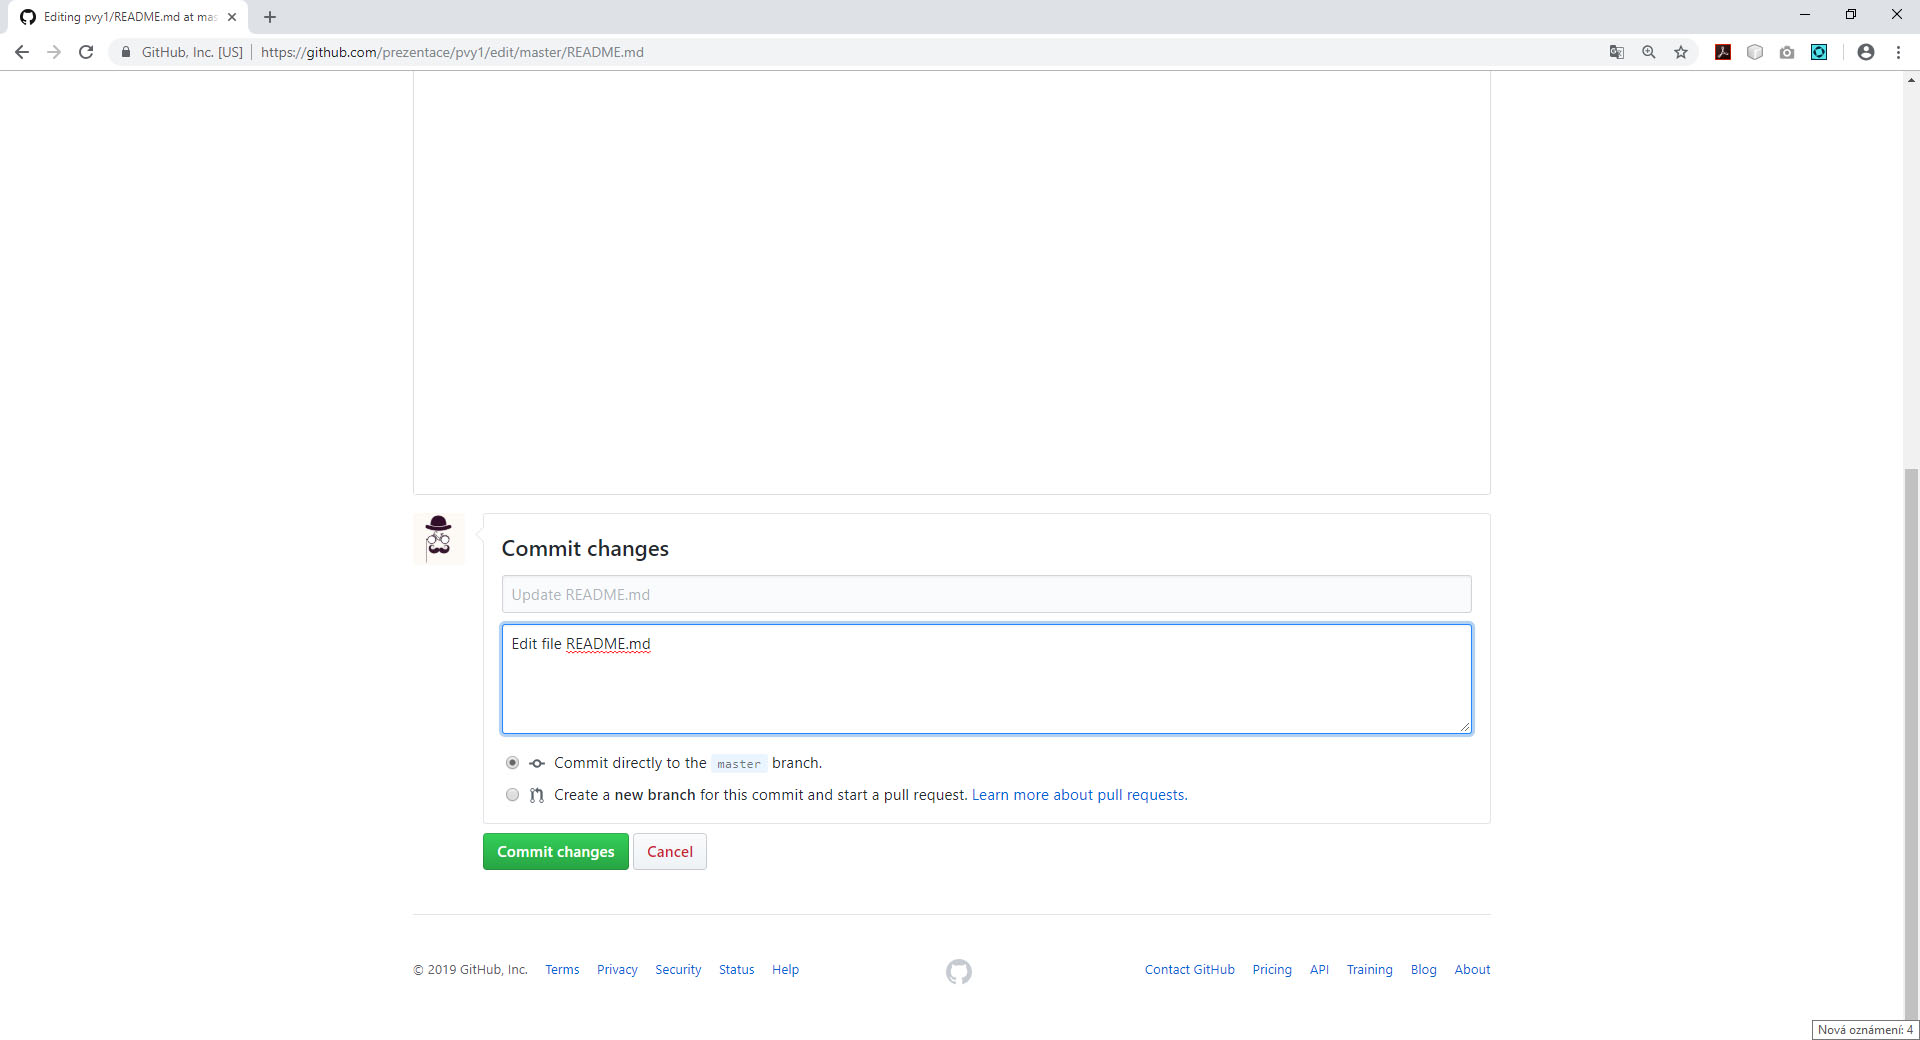 Editing pvy1/README.md at mas
GitHub, Inc. [US] https://github.com/prezentace/pvy1/edit/master/README.md
Commit changes
Update README.md
Edit file README.md
Commit directly to the master branch.
Create a new branch for this commit and start a pull request. Learn more about pull requests.
Commit changes Cancel
© 2019 GitHub, Inc. Terms Privacy Security Status Help Contact GitHub Pricing API Training Blog About
Nová oznámení: 4